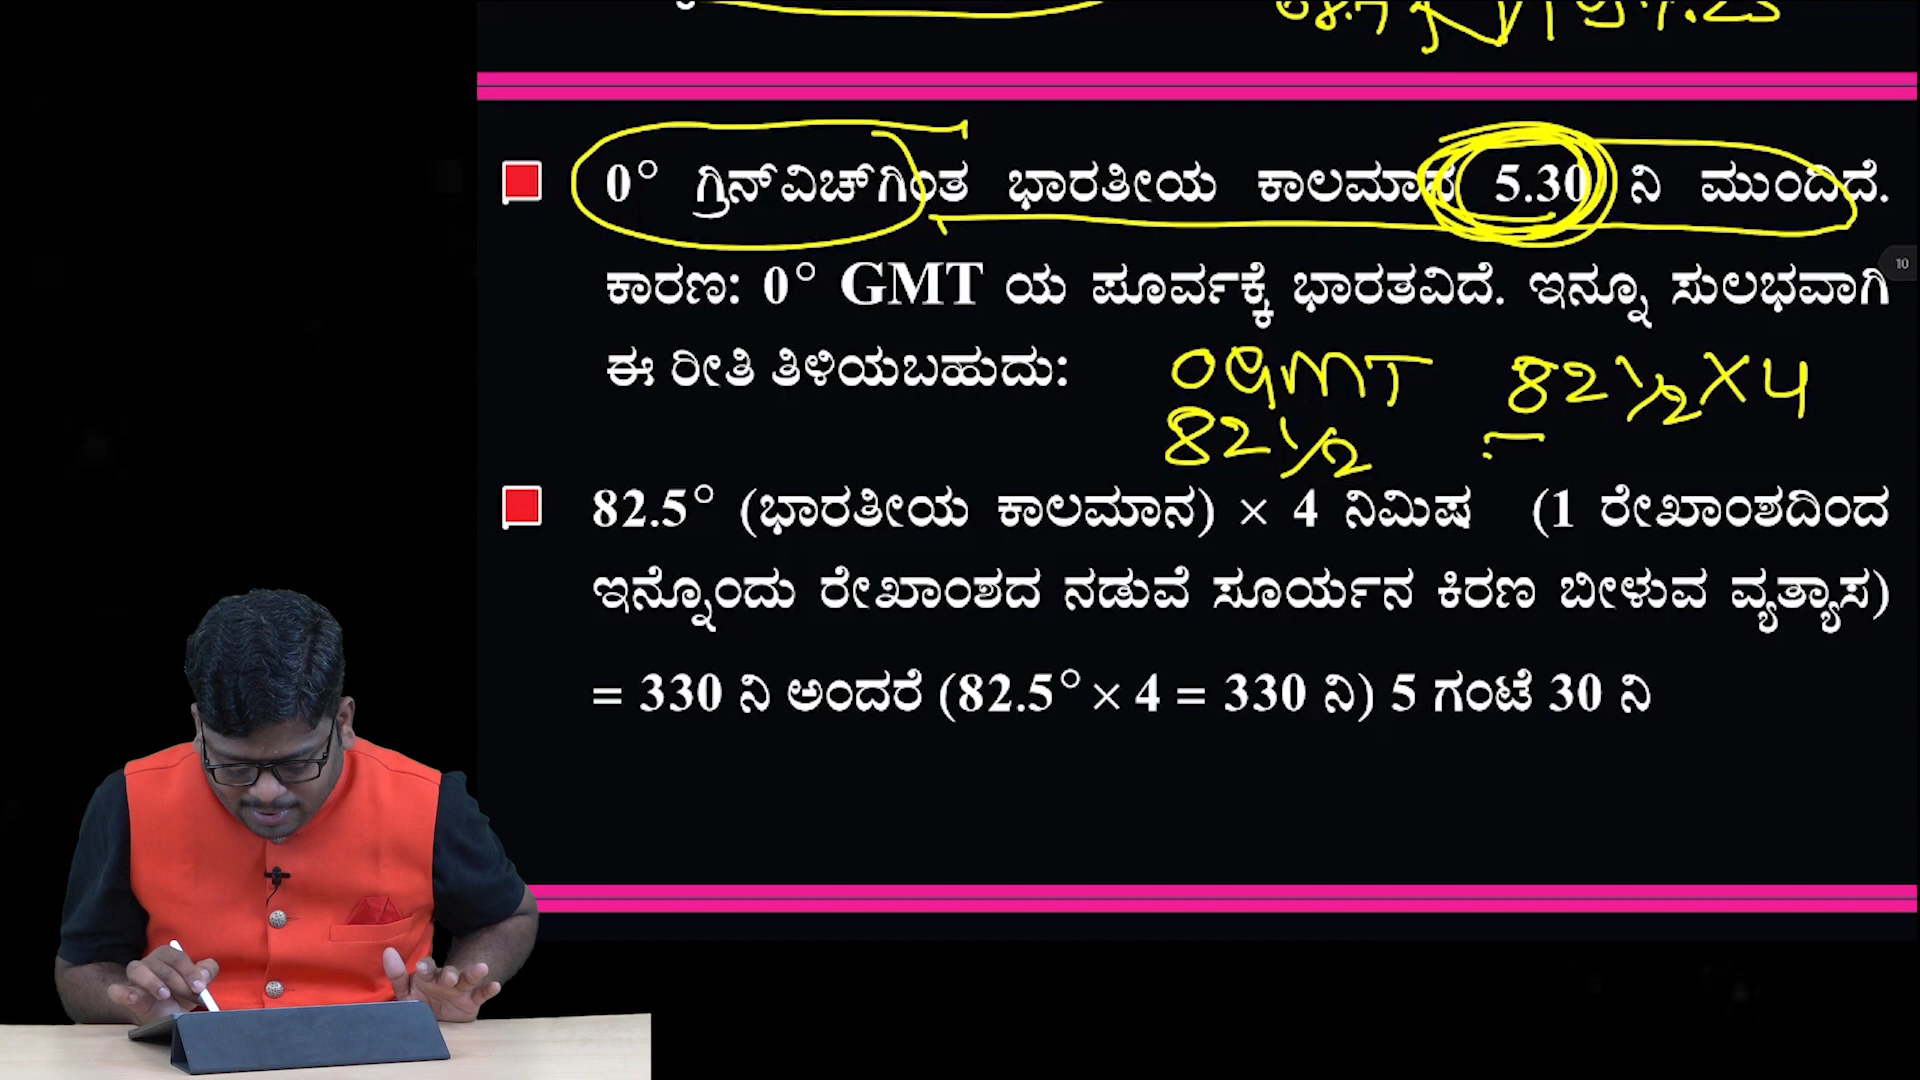 0° ಗ್ರಿನ್‌ವಿಚ್‌ಗಿಂತ ಭಾರತೀಯ ಕಾಲಮಾನ 5.30 ನಿ ಮುಂದಿದೆ.
10
ಕಾರಣ: 0° GMT ಯ ಪೂರ್ವಕ್ಕೆ ಭಾರತವಿದೆ. ಇನ್ನೂ ಸುಲಭವಾಗಿ
ಈ ರೀತಿ ತಿಳಿಯಬಹುದು:
0GMT 82½×4
82½
82.5° (ಭಾರತೀಯ ಕಾಲಮಾನ) × 4 ನಿಮಿಷ (1 ರೇಖಾಂಶದಿಂದ
ಇನ್ನೊಂದು ರೇಖಾಂಶದ ನಡುವೆ ಸೂರ್ಯನ ಕಿರಣ ಬೀಳುವ ವ್ಯತ್ಯಾಸ)
= 330 ನಿ ಅಂದರೆ (82.5°×4 = 330 ನಿ) 5 ಗಂಟೆ 30 ನಿ